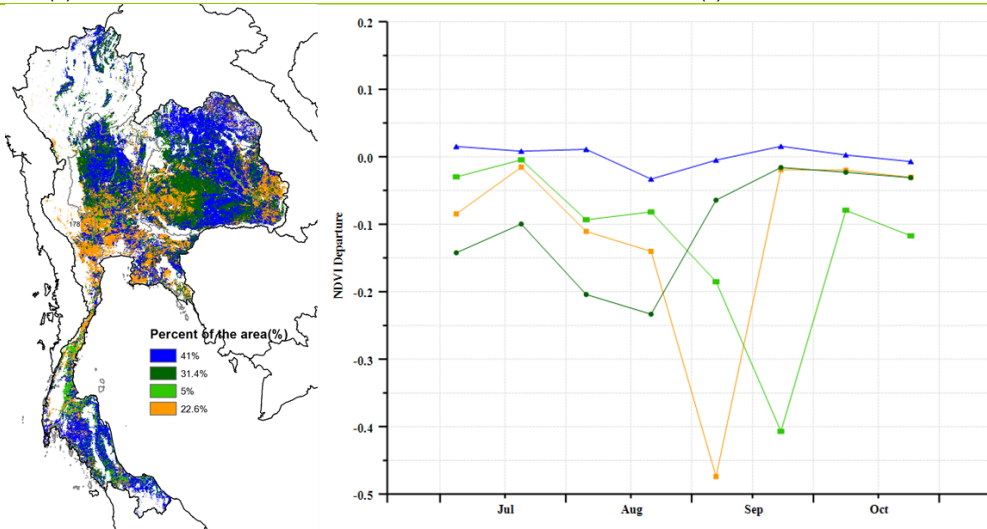 Percent of the area(%)
41%
31.4%
5%
22.6%
NDVI Departure
0.2
0.1
0.0
-0.1
-0.2
-0.3
-0.4
-0.5
Jul
Aug
Sep
Oct